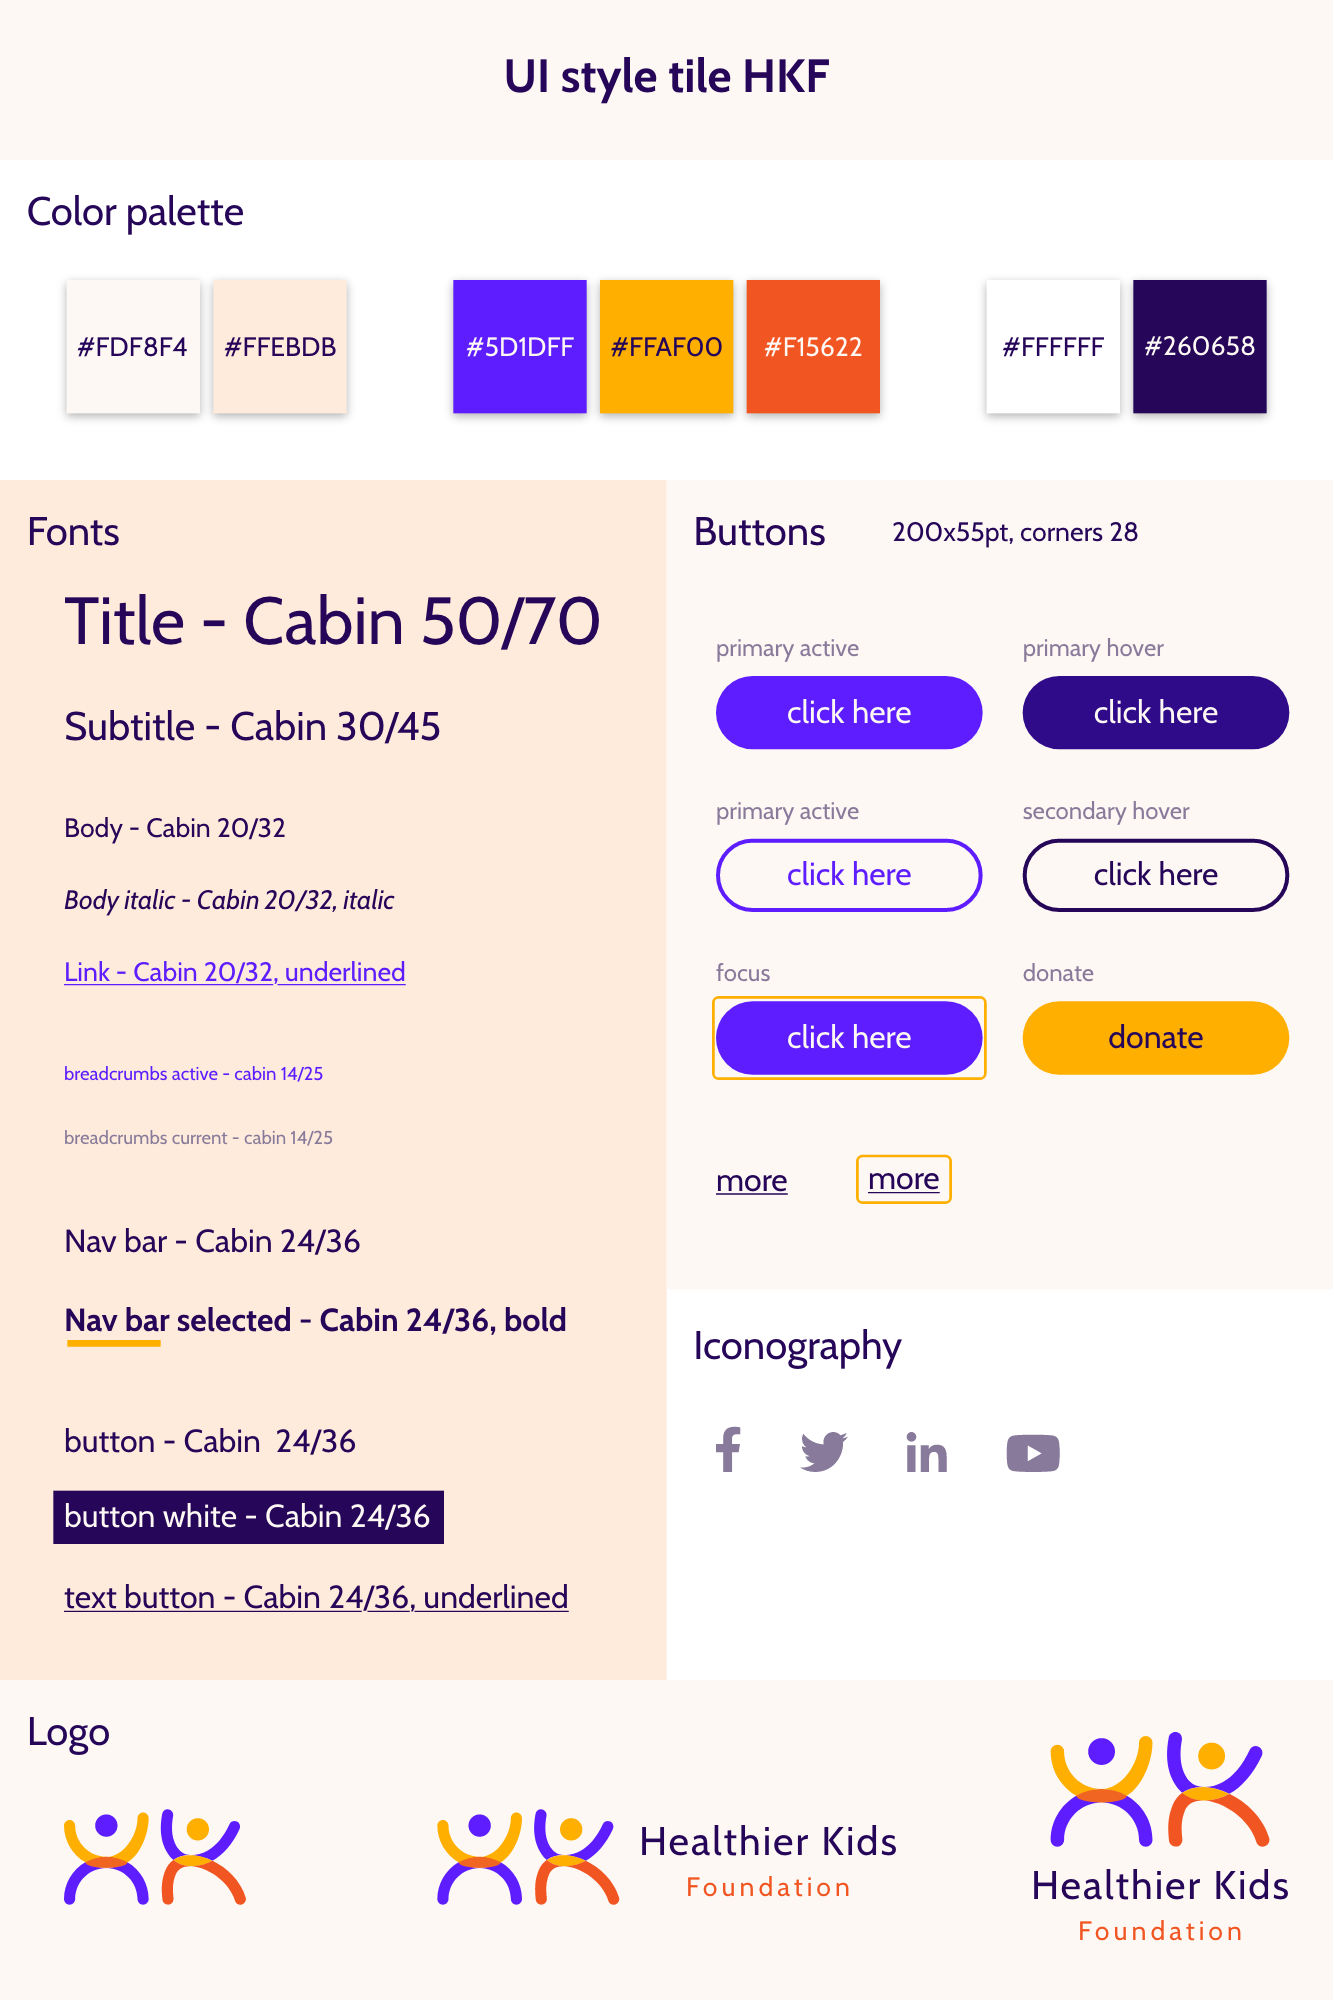 UI style tile HKF
Color palette
#FDF8F4 #FFEBDB #5D1DFF #FFAF00 #F15622 #FFFFFF #260658
Fonts
Title - Cabin 50/70
Subtitle - Cabin 30/45
Body - Cabin 20/32
Body italic - Cabin 20/32, italic
Link - Cabin 20/32, underlined
breadcrumbs active - cabin 14/25
breadcrumbs current - cabin 14/25
Nav bar - Cabin 24/36
Nav bar selected - Cabin 24/36, bold
button - Cabin  24/36
button white - Cabin 24/36
text button - Cabin 24/36, underlined
Buttons 200x55pt, corners 28
primary active primary hover
click here click here
primary active secondary hover
click here click here
focus donate
click here donate
more more
Iconography
Logo
Healthier Kids
Foundation
Healthier Kids
Foundation